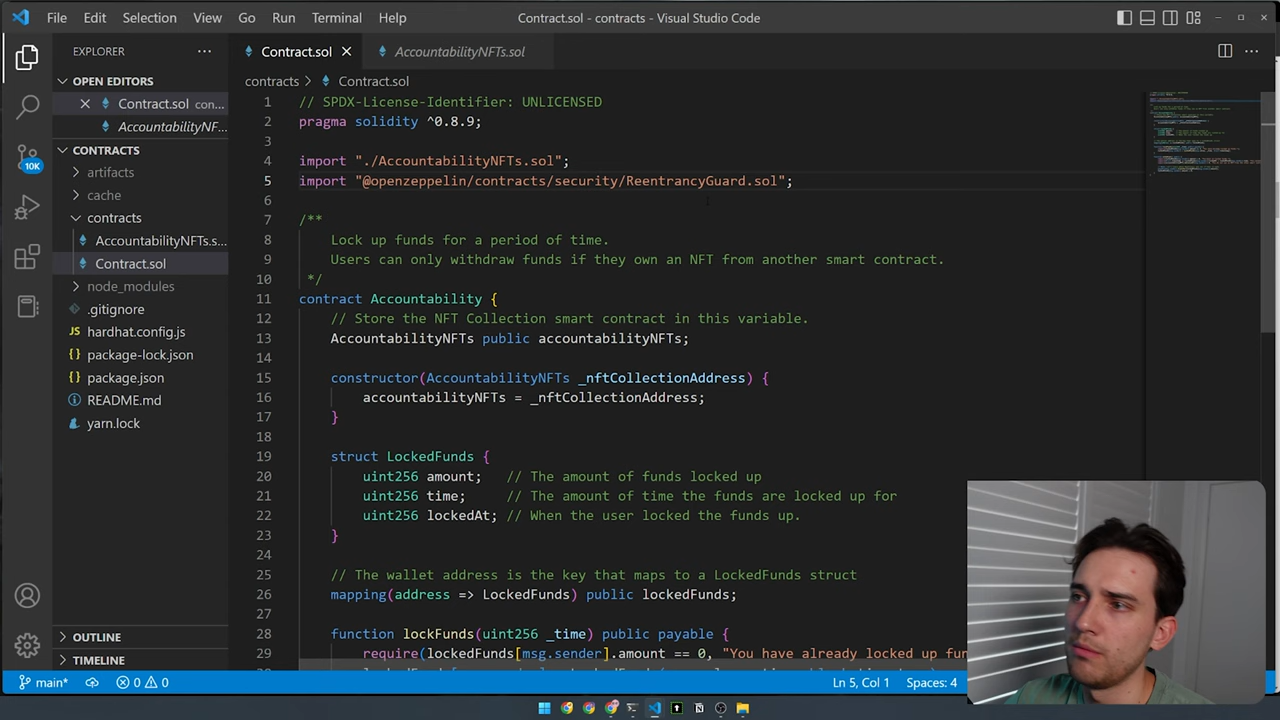 File Edit Selection View Go Run Terminal Help
Contract.sol - contracts - Visual Studio Code
EXPLORER
OPEN EDITORS
Contract.sol con...
AccountabilityNF...
CONTRACTS
artifacts
cache
contracts
AccountabilityNFTs.s...
Contract.sol
node_modules
.gitignore
hardhat.config.js
package-lock.json
package.json
README.md
yarn.lock
OUTLINE
TIMELINE
10K
Contract.sol
AccountabilityNFTs.sol
contracts > Contract.sol
1 // SPDX-License-Identifier: UNLICENSED
2 pragma solidity ^0.8.9;
3
4 import "./AccountabilityNFTs.sol";
5 import "@openzeppelin/contracts/security/ReentrancyGuard.sol";
6
7 /**
8 Lock up funds for a period of time.
9 Users can only withdraw funds if they own an NFT from another smart contract.
10 */
11 contract Accountability {
12 // Store the NFT Collection smart contract in this variable.
13 AccountabilityNFTs public accountabilityNFTs;
14
15 constructor(AccountabilityNFTs _nftCollectionAddress) {
16 accountabilityNFTs = _nftCollectionAddress;
17 }
18
19 struct LockedFunds {
20 uint256 amount; // The amount of funds locked up
21 uint256 time; // The amount of time the funds are locked up for
22 uint256 lockedAt; // When the user locked the funds up.
23 }
24
25 // The wallet address is the key that maps to a LockedFunds struct
26 mapping(address => LockedFunds) public lockedFunds;
27
28 function lockFunds(uint256 _time) public payable {
29 require(lockedFunds[msg.sender].amount == 0, "You have already locked up fun
main* 0 0 Ln 5, Col 1 Spaces: 4